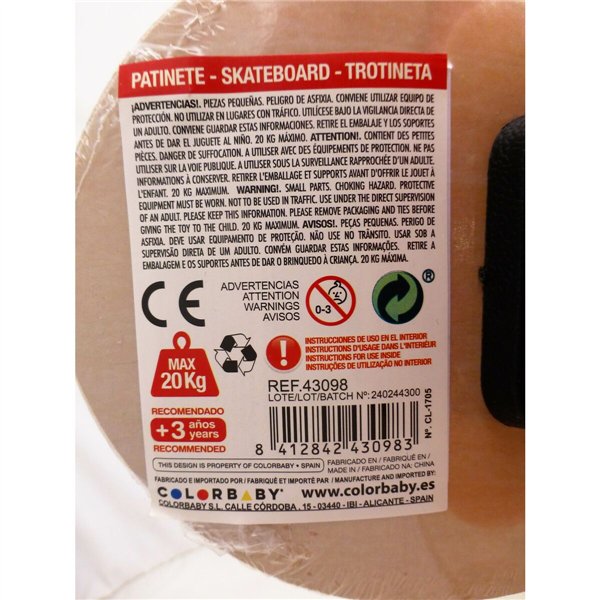 PATINETE - SKATEBOARD - TROTINETA
¡ADVERTENCIAS!. PIEZAS PEQUEÑAS. PELIGRO DE ASFIXIA. CONVIENE UTILIZAR EQUIPO DE
PROTECCIÓN. NO UTILIZAR EN LUGARES CON TRÁFICO. UTILÍCESE BAJO LA VIGILANCIA DIRECTA DE
UN ADULTO. CONVIENE GUARDAR ESTAS INFORMACIONES. RETIRE EL EMBALAJE Y LOS SOPORTES
ANTES DE DAR EL JUGUETE AL NIÑO. 20 KG MÁXIMO. ATTENTION!. CONTIENT DES PETITES
PIÈCES. DANGER DE SUFFOCATION. A UTILISER AVEC DES ÉQUIPEMENTS DE PROTECTION. NE PAS
UTILISER SUR LA VOIE PUBLIQUE. A UTILISER SOUS LA SURVEILLANCE RAPPROCHÉE D'UN ADULTE.
INFORMATIONS À CONSERVER. RETIRER L'EMBALLAGE ET SUPPORTS AVANT D'OFFRIR LE JOUET À
L'ENFANT. 20 KG MAXIMUM. WARNING!. SMALL PARTS. CHOKING HAZARD. PROTECTIVE
EQUIPMENT MUST BE WORN. NOT TO BE USED IN TRAFFIC. USE UNDER THE DIRECT SUPERVISION
OF AN ADULT. PLEASE KEEP THIS INFORMATION. PLEASE REMOVE PACKAGING AND TIES BEFORE
GIVING THE TOY TO THE CHILD. 20 KG MAXIMUM. AVISOS!. PEÇAS PEQUENAS. PERIGO DE
ASFIXIA. DEVE USAR EQUIPAMENTO DE PROTEÇÃO. NÃO USE NO TRÂNSITO. USAR SOB A
SUPERVISÃO DIRETA DE UM ADULTO. CONVÉM GUARDAR ESTAS INFORMAÇÕES. RETIRE A
EMBALAGEM E OS SUPORTES ANTES DE DAR O BRINQUEDO À CRIANÇA. 20 KG MÁXIMA.
CE
ADVERTENCIAS
ATTENTION
WARNINGS
AVISOS
0-3
®
MAX
20Kg
INSTRUCCIONES DE USO EN EL INTERIOR
INSTRUCTIONS D'USAGE DANS L'INTERIEUR
INSTRUCTIONS FOR USE INSIDE
INSTRUÇÕES DE UTILIZAÇÃO NO INTERIOR
REF.43098
LOTE/LOT/BATCH Nº: 240244300
RECOMENDADO
+3 años
years
RECOMMENDED
8 412842 430983
Nº. CL-1705
THIS DESIGN IS PROPERTY OF COLORBABY • SPAIN
FABRICADO EN / FABRIQUÉ EN /
MADE IN / FABRICADO NA: CHINA
FABRICADO E IMPORTADO POR / FABRIQUÉ ET IMPORTÉ PAR / MANUFACTURE AND IMPORTED BY:
COLORBABY® www.colorbaby.es
COLORBABY S.L. CALLE CÓRDOBA, 15 - 03440 - IBI - ALICANTE - SPAIN